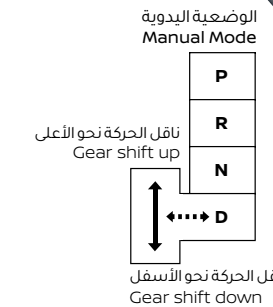 الوضعية اليدوية
Manual Mode
P
R
ناقل الحركة نحو الأعلى
Gear shift up
N
D
الحركة نحو الأسفل
Gear shift down